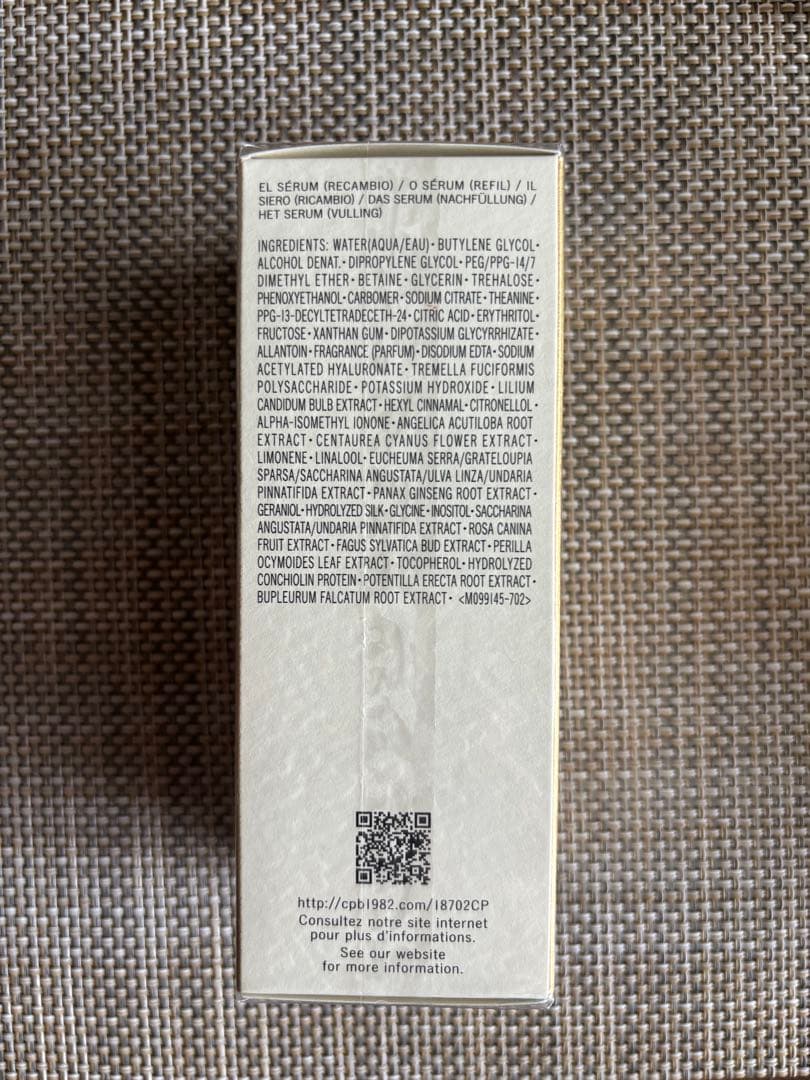 EL SÉRUM (RECAMBIO) / O SÉRUM (REFIL) / IL
SIERO (RICAMBIO) / DAS SERUM (NACHFÜLLUNG) /
HET SERUM (VULLING)
INGREDIENTS: WATER(AQUA/EAU)・BUTYLENE GLYCOL・
ALCOHOL DENAT.・DIPROPYLENE GLYCOL・PEG/PPG-14/7
DIMETHYL ETHER・BETAINE・GLYCERIN・TREHALOSE・
PHENOXYETHANOL・CARBOMER・SODIUM CITRATE・THEANINE・
PPG-13-DECYLTETRADECETH-24・CITRIC ACID・ERYTHRITOL・
FRUCTOSE・XANTHAN GUM・DIPOTASSIUM GLYCYRRHIZATE・
ALLANTOIN・FRAGRANCE (PARFUM)・DISODIUM EDTA・SODIUM
ACETYLATED HYALURONATE・TREMELLA FUCIFORMIS
POLYSACCHARIDE・POTASSIUM HYDROXIDE・LILIUM
CANDIDUM BULB EXTRACT・HEXYL CINNAMAL・CITRONELLOL・
ALPHA-ISOMETHYL IONONE・ANGELICA ACUTILOBA ROOT
EXTRACT・CENTAUREA CYANUS FLOWER EXTRACT・
LIMONENE・LINALOOL・EUCHEUMA SERRA/GRATELOUPIA
SPARSA/SACCHARINA ANGUSTATA/ULVA LINZA/UNDARIA
PINNATIFIDA EXTRACT・PANAX GINSENG ROOT EXTRACT・
GERANIOL・HYDROLYZED SILK・GLYCINE・INOSITOL・SACCHARINA
ANGUSTATA/UNDARIA PINNATIFIDA EXTRACT・ROSA CANINA
FRUIT EXTRACT・FAGUS SYLVATICA BUD EXTRACT・PERILLA
OCYMOIDES LEAF EXTRACT・TOCOPHEROL・HYDROLYZED
CONCHIOLIN PROTEIN・POTENTILLA ERECTA ROOT EXTRACT・
BUPLEURUM FALCATUM ROOT EXTRACT・ <M099145-702>
http://cpb1982.com/18702CP
Consultez notre site internet
pour plus d'informations.
See our website
for more information.